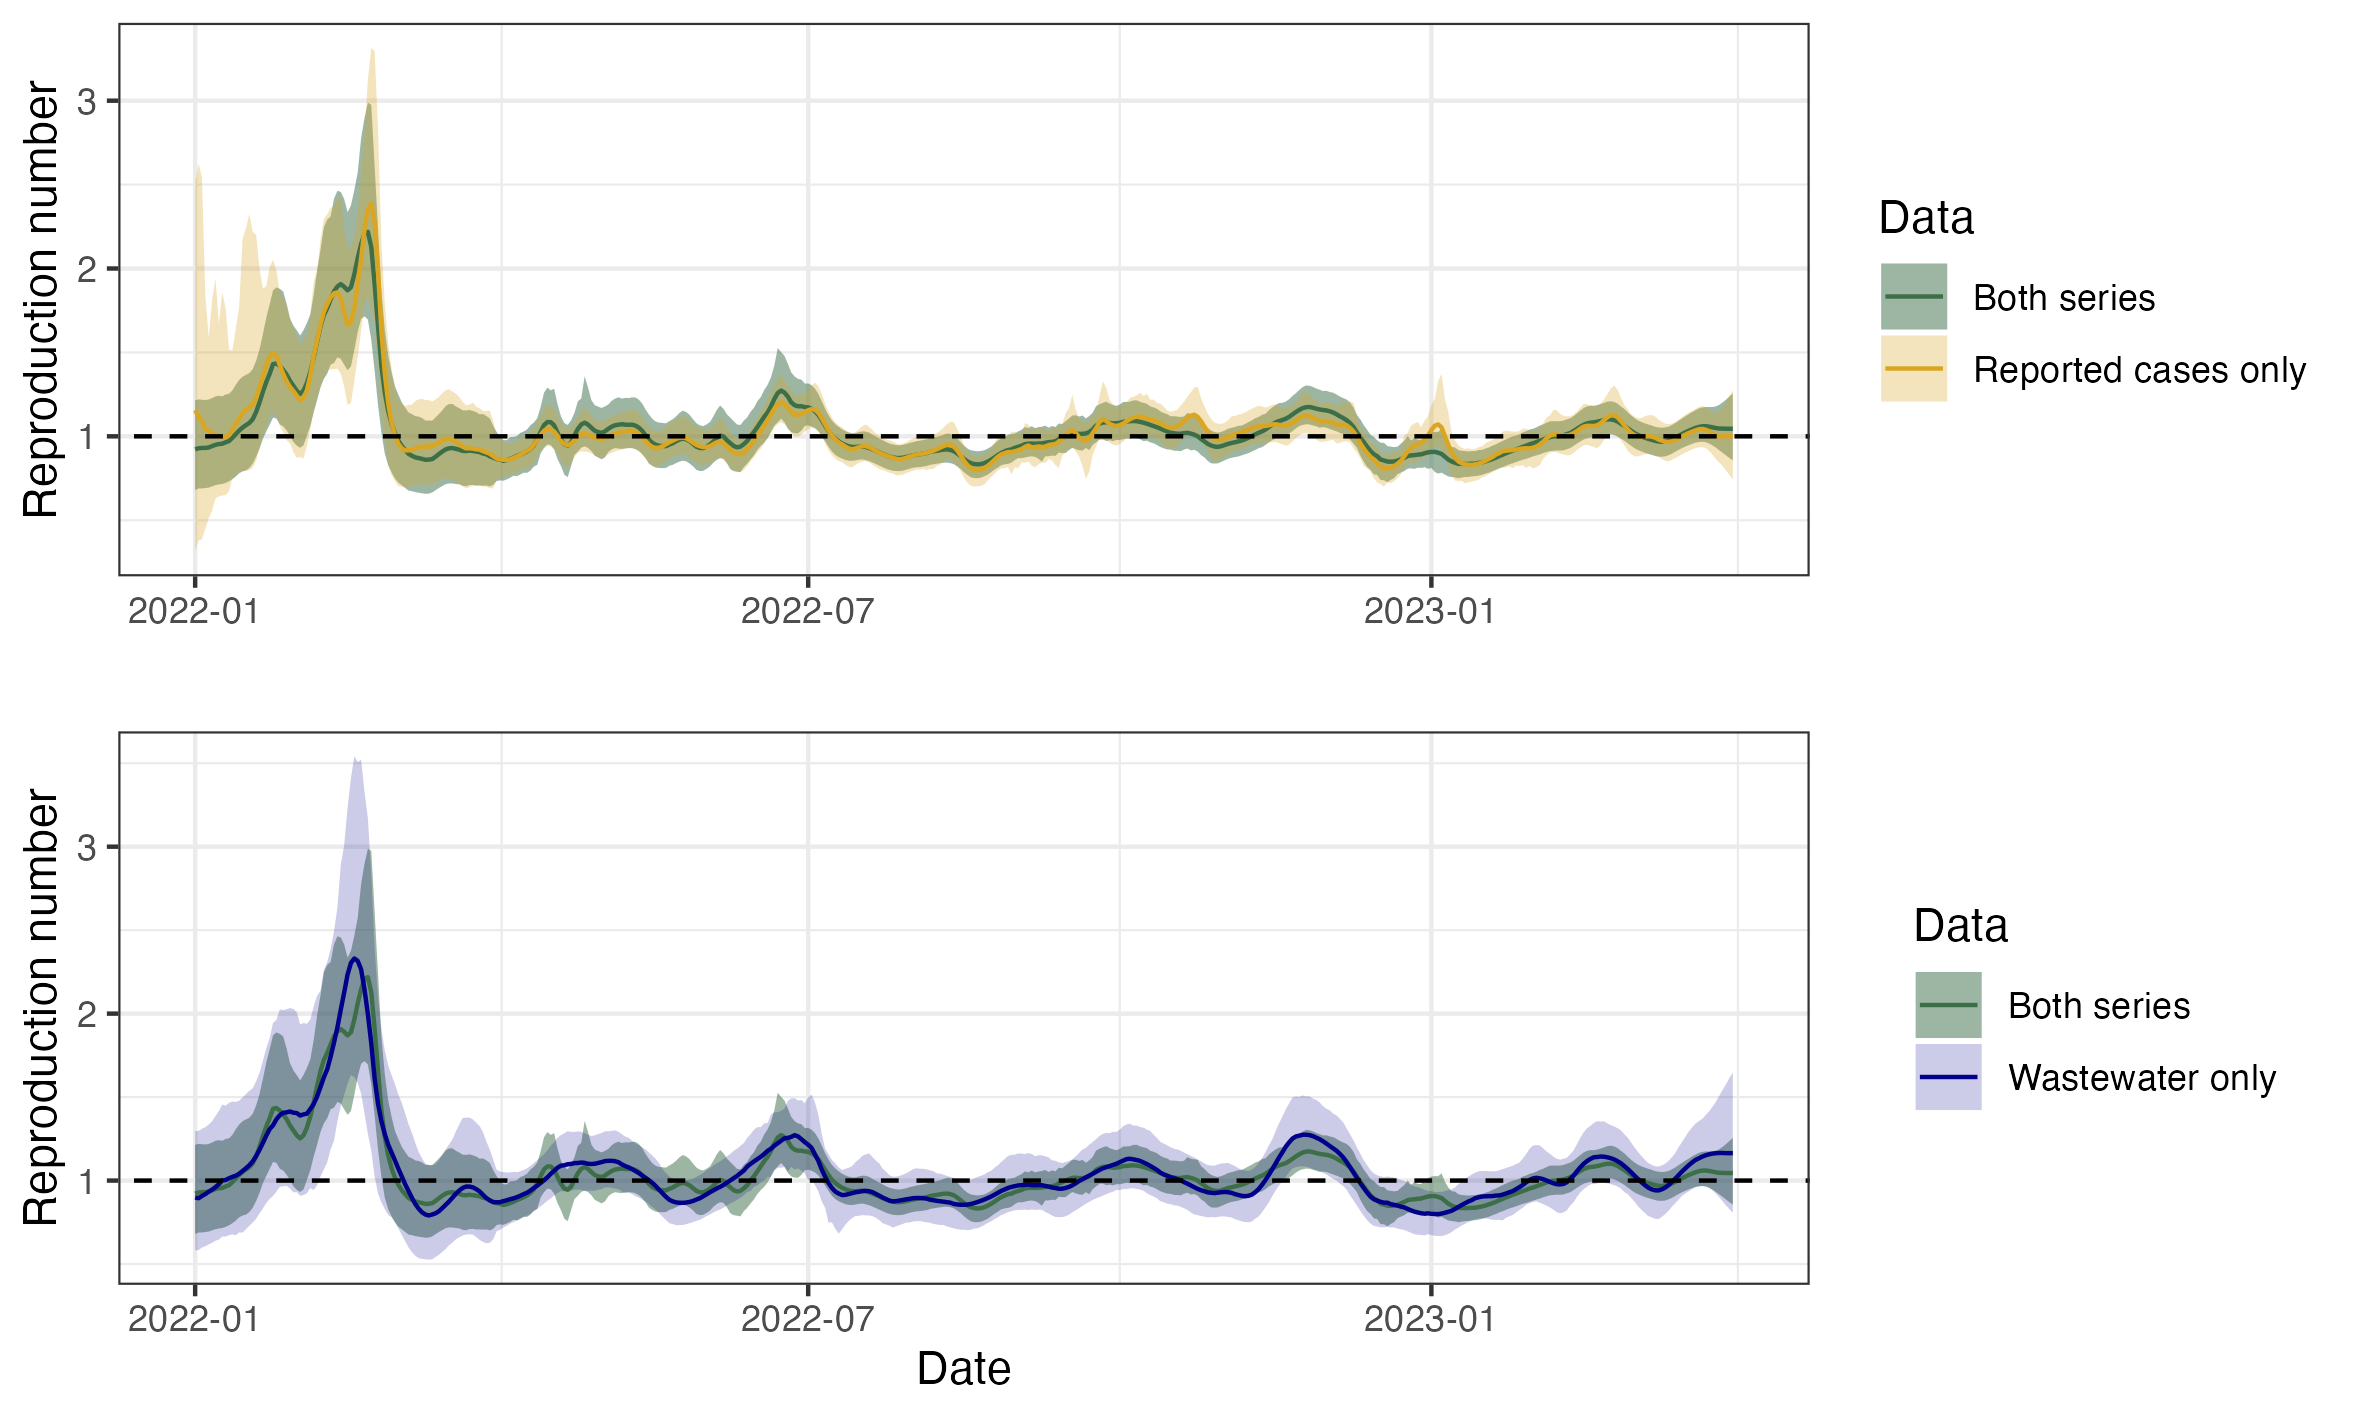 Reproduction number
3
2
1
2022-01
2022-07
2023-01
Data
Both series
Reported cases only
Reproduction number
3
2
1
2022-01
2022-07
2023-01
Date
Data
Both series
Wastewater only